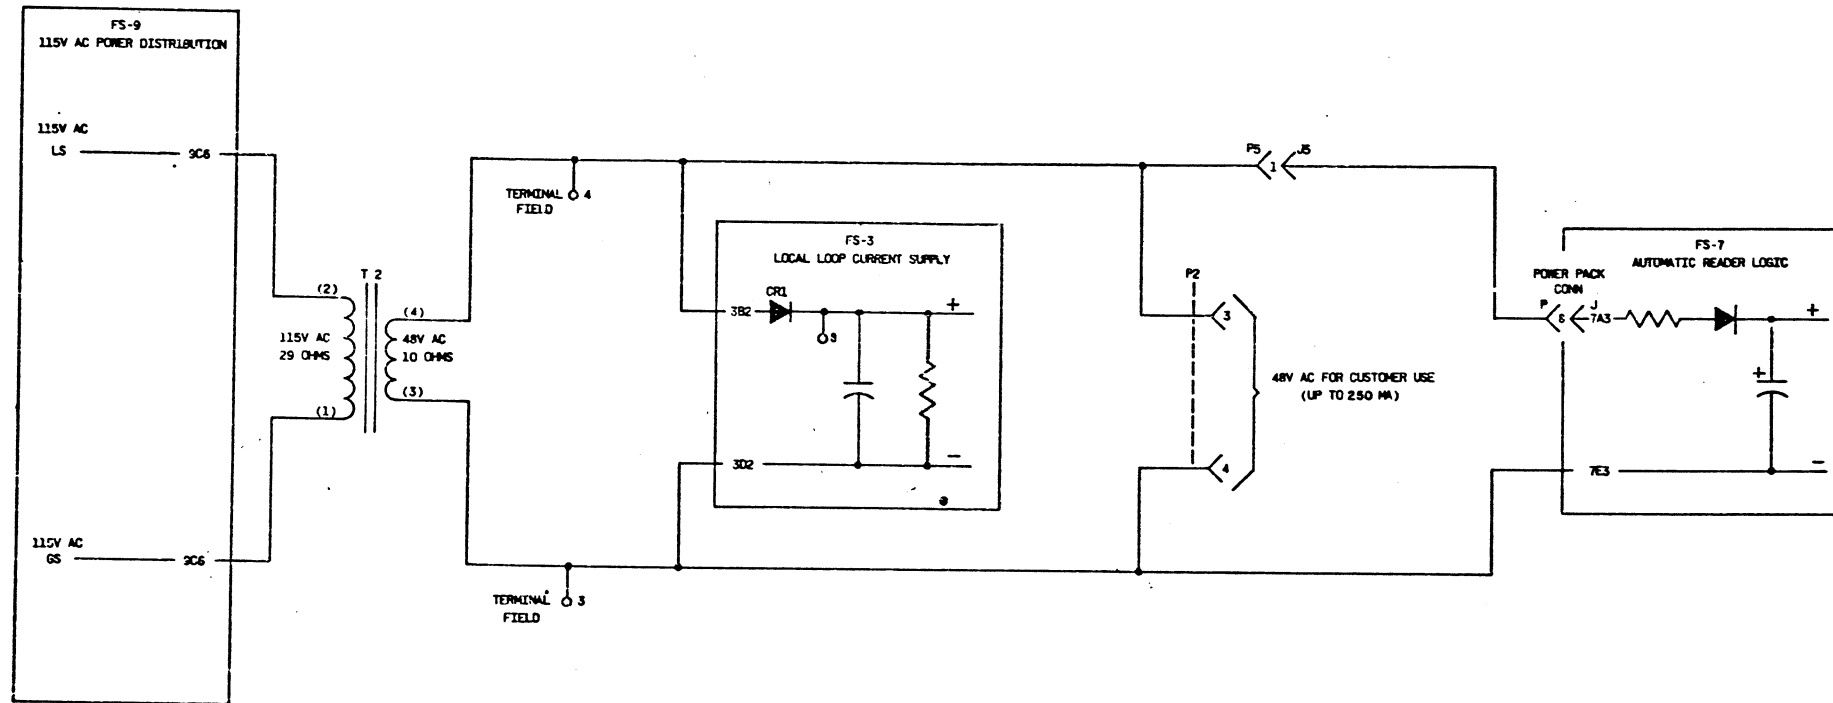 FS-9
115V AC POWER DISTRIBUTION
115V AC
LS
9C6
115V AC
GS
9C6
T 2
(2)
115V AC
29 OHMS
(1)
(4)
48V AC
10 OHMS
(3)
TERMINAL 4
FIELD
TERMINAL 3
FIELD
FS-3
LOCAL LOOP CURRENT SUPPLY
CR1
3B2
+
3D2
-
P5
1
J5
P2
3
4
48V AC FOR CUSTOMER USE
(UP TO 250 MA)
FS-7
AUTOMATIC READER LOGIC
POWER PACK
CONN
P
J
7A3
+
+
7E3
-